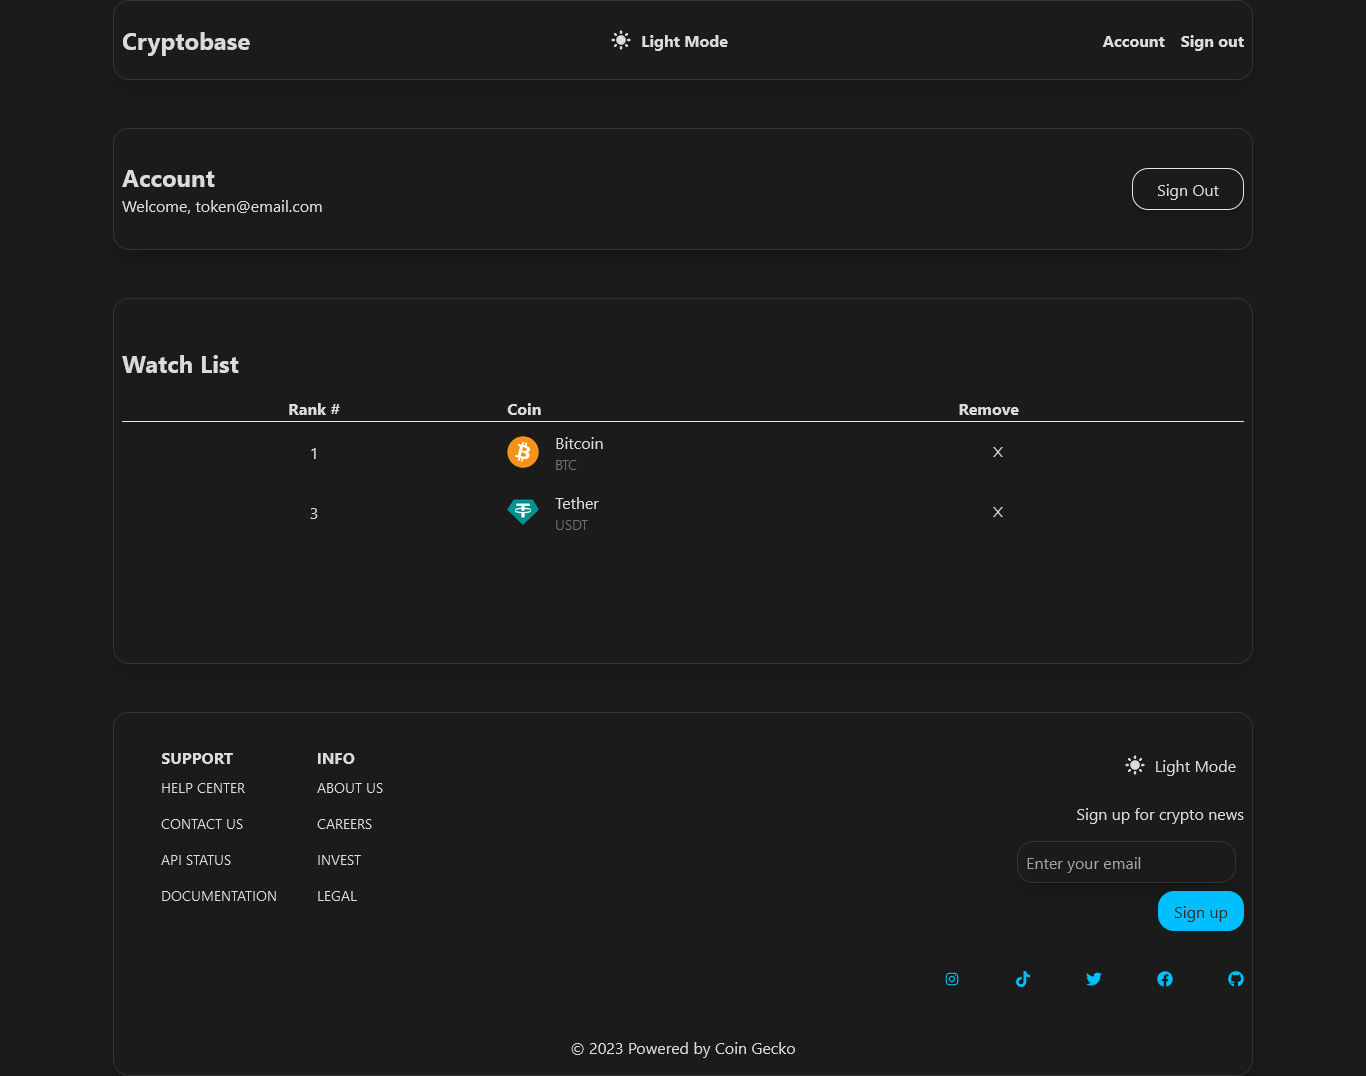 Cryptobase
Light Mode
Account Sign out
Account
Welcome, token@email.com
Sign Out
Watch List
Rank # Coin Remove
1 Bitcoin X
BTC
3 Tether X
USDT
SUPPORT
HELP CENTER
CONTACT US
API STATUS
DOCUMENTATION
INFO
ABOUT US
CAREERS
INVEST
LEGAL
Light Mode
Sign up for crypto news
Enter your email
Sign up
© 2023 Powered by Coin Gecko